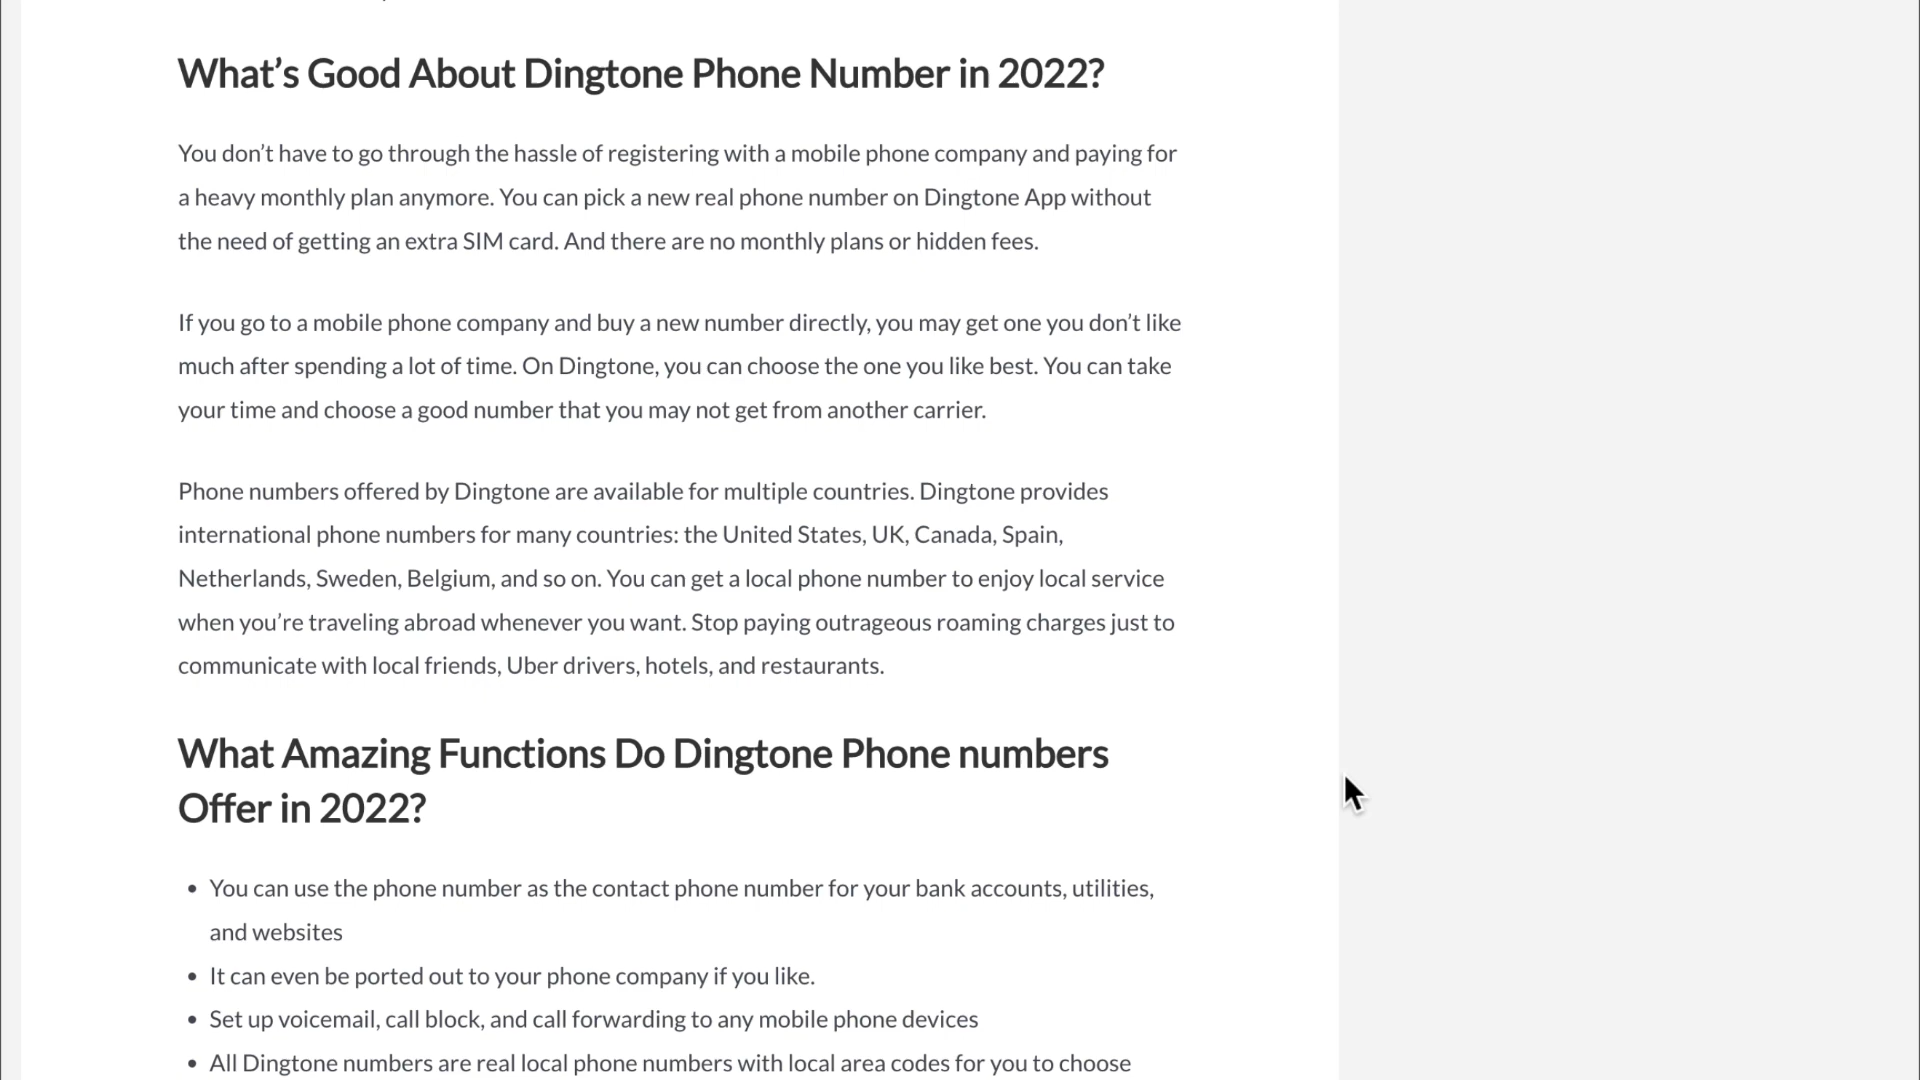 What’s Good About Dingtone Phone Number in 2022?
You don’t have to go through the hassle of registering with a mobile phone company and paying for
a heavy monthly plan anymore. You can pick a new real phone number on Dingtone App without
the need of getting an extra SIM card. And there are no monthly plans or hidden fees.
If you go to a mobile phone company and buy a new number directly, you may get one you don’t like
much after spending a lot of time. On Dingtone, you can choose the one you like best. You can take
your time and choose a good number that you may not get from another carrier.
Phone numbers offered by Dingtone are available for multiple countries. Dingtone provides
international phone numbers for many countries: the United States, UK, Canada, Spain,
Netherlands, Sweden, Belgium, and so on. You can get a local phone number to enjoy local service
when you’re traveling abroad whenever you want. Stop paying outrageous roaming charges just to
communicate with local friends, Uber drivers, hotels, and restaurants.
What Amazing Functions Do Dingtone Phone numbers
Offer in 2022?
• You can use the phone number as the contact phone number for your bank accounts, utilities,
and websites
• It can even be ported out to your phone company if you like.
• Set up voicemail, call block, and call forwarding to any mobile phone devices
• All Dingtone numbers are real local phone numbers with local area codes for you to choose